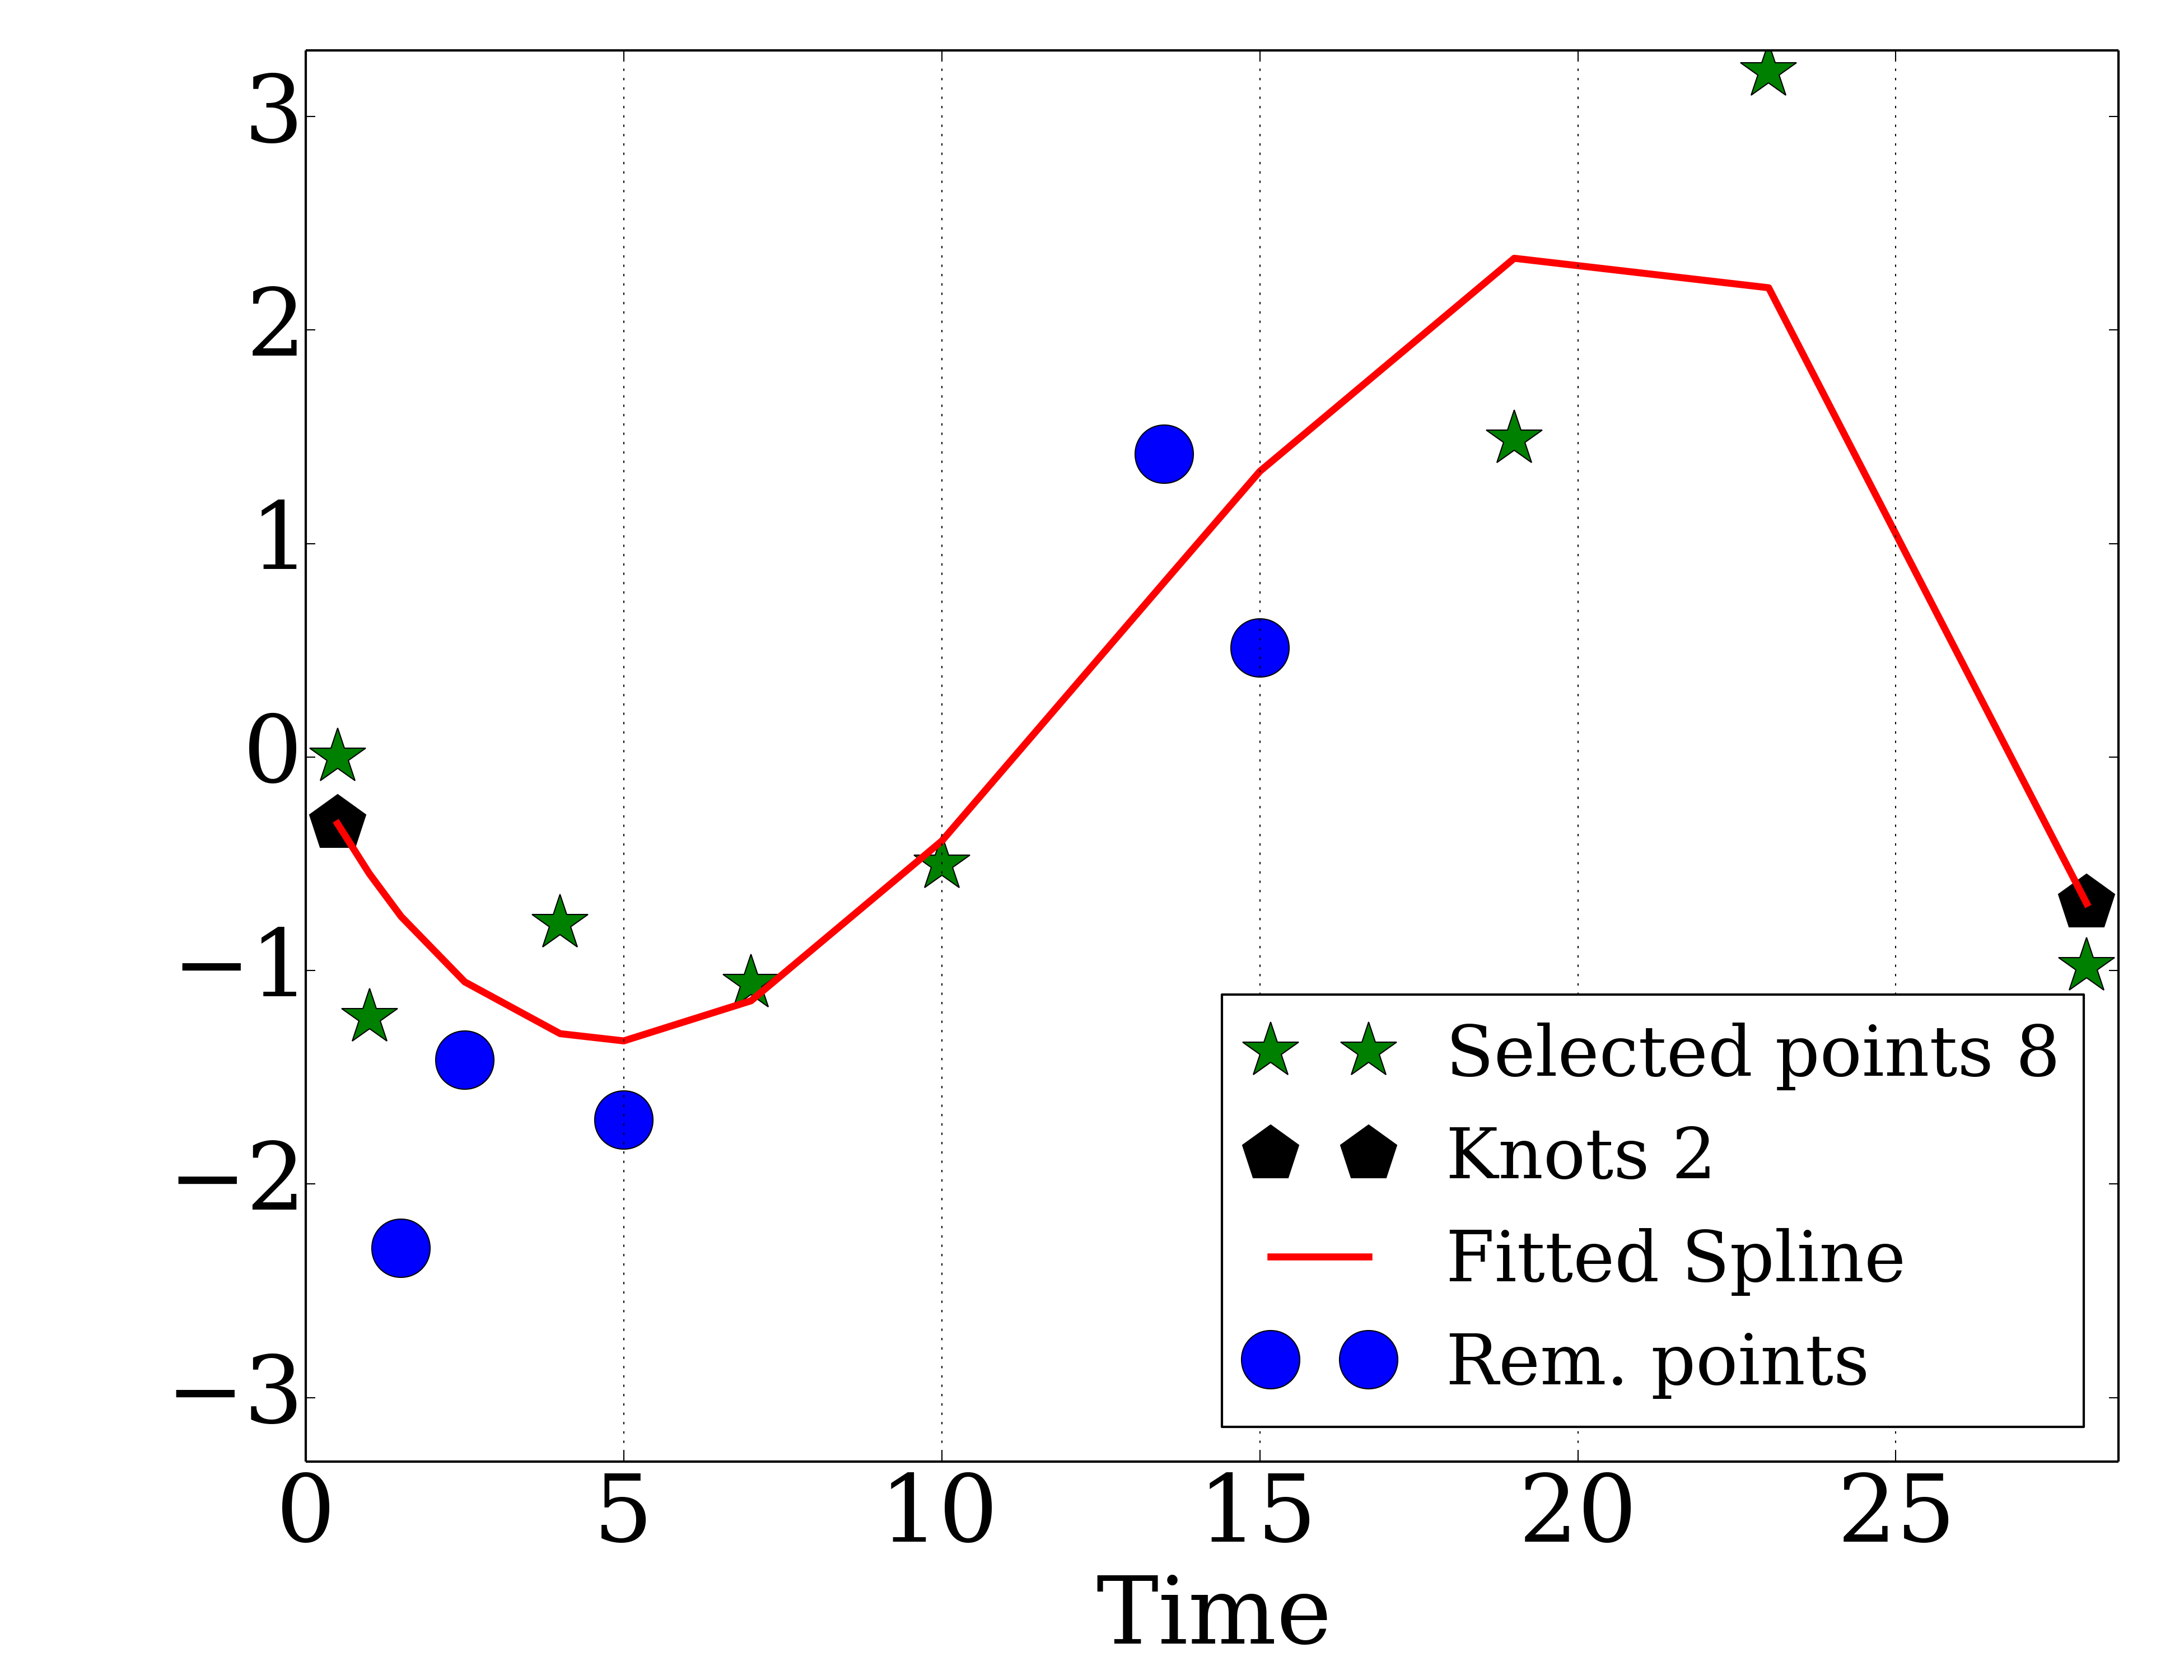 3
2
1
0
−1
−2
−3
0 5 10 15 20 25
Time
Selected points 8
Knots 2
Fitted Spline
Rem. points